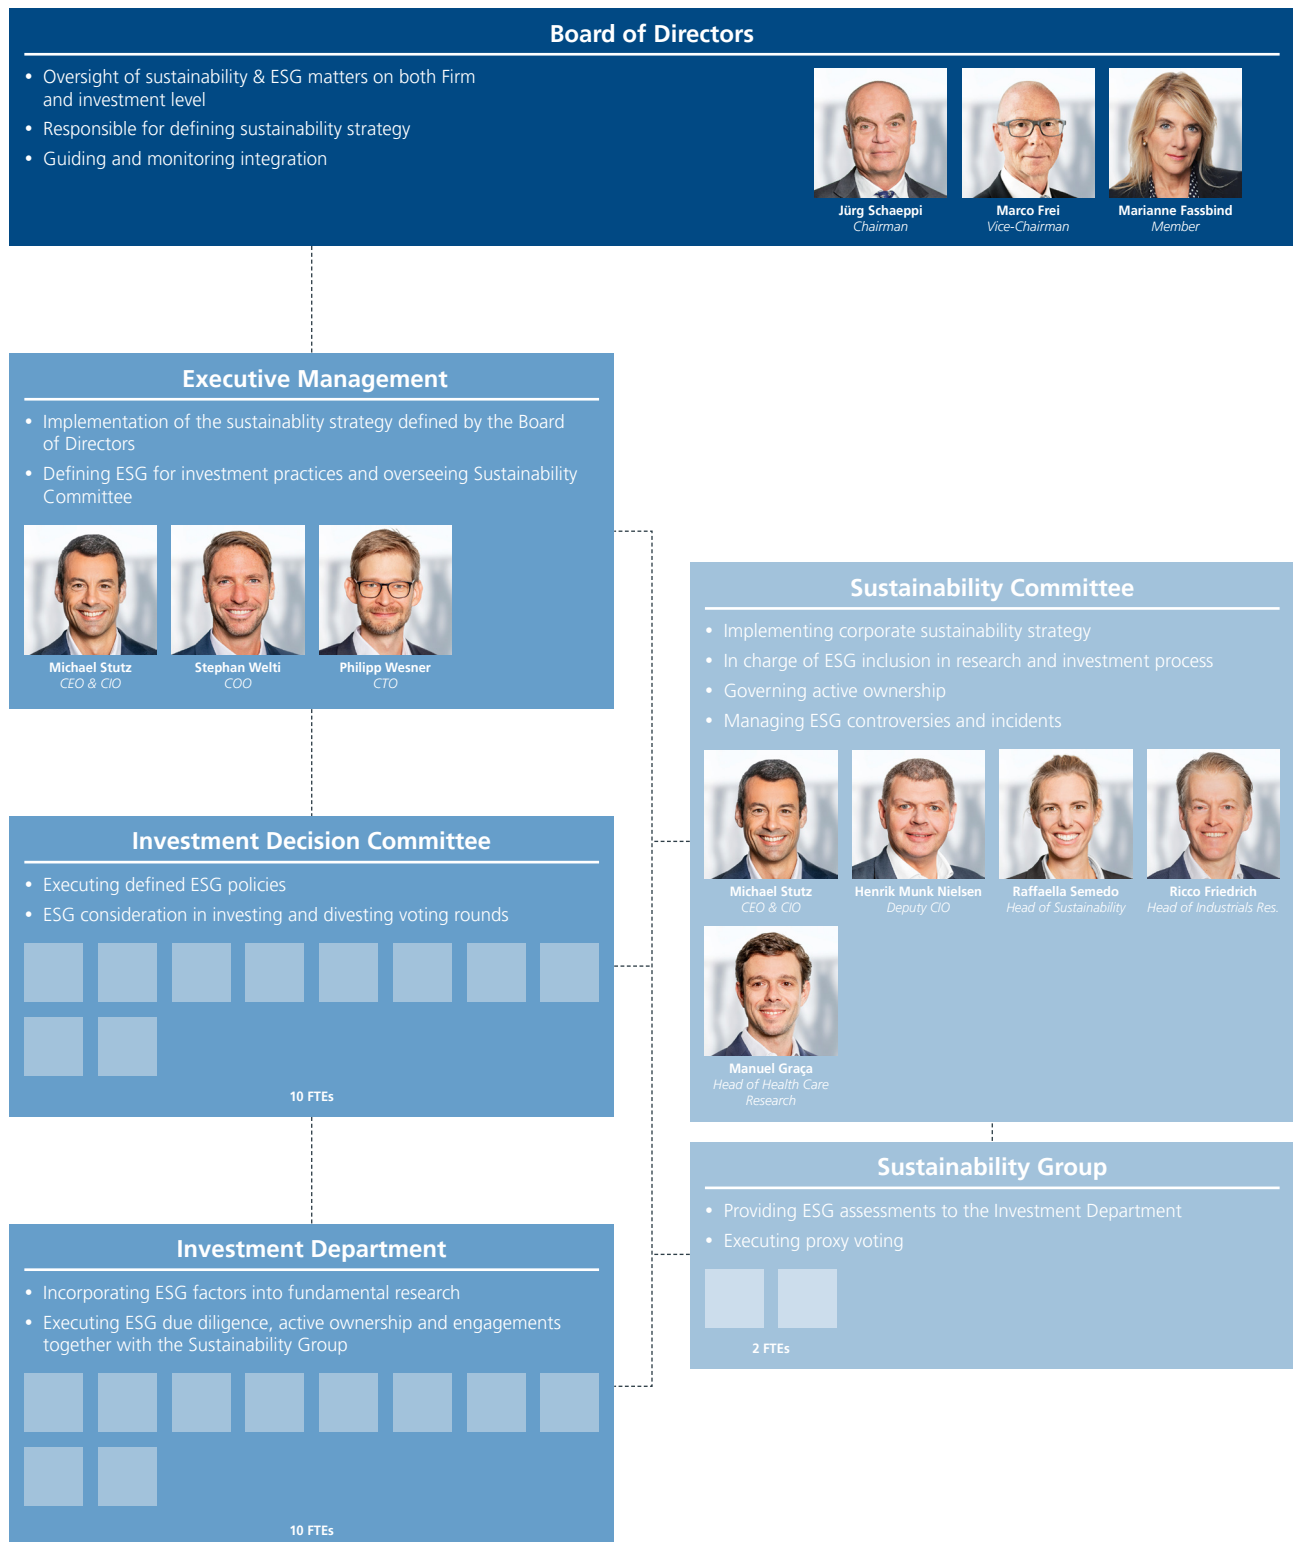 Board of Directors
• Oversight of sustainability & ESG matters on both Firm
and investment level
• Responsible for defining sustainability strategy
• Guiding and monitoring integration
Jürg Schaeppi
Chairman
Marco Frei
Vice-Chairman
Marianne Fassbind
Member
Executive Management
• Implementation of the sustainablity strategy defined by the Board
of Directors
• Defining ESG for investment practices and overseeing Sustainability
Committee
Michael Stutz
CEO & CIO
Stephan Welti
COO
Philipp Wesner
CTO
Sustainability Committee
• Implementing corporate sustainability strategy
• In charge of ESG inclusion in research and investment process
• Governing active ownership
• Managing ESG controversies and incidents
Michael Stutz
CEO & CIO
Henrik Munk Nielsen
Deputy CIO
Raffaella Semedo
Head of Sustainability
Ricco Friedrich
Head of Industrials Res.
Manuel Graça
Head of Health Care
Research
Investment Decision Committee
• Executing defined ESG policies
• ESG consideration in investing and divesting voting rounds
10 FTEs
Sustainability Group
• Providing ESG assessments to the Investment Department
• Executing proxy voting
2 FTEs
Investment Department
• Incorporating ESG factors into fundamental research
• Executing ESG due diligence, active ownership and engagements
together with the Sustainability Group
10 FTEs